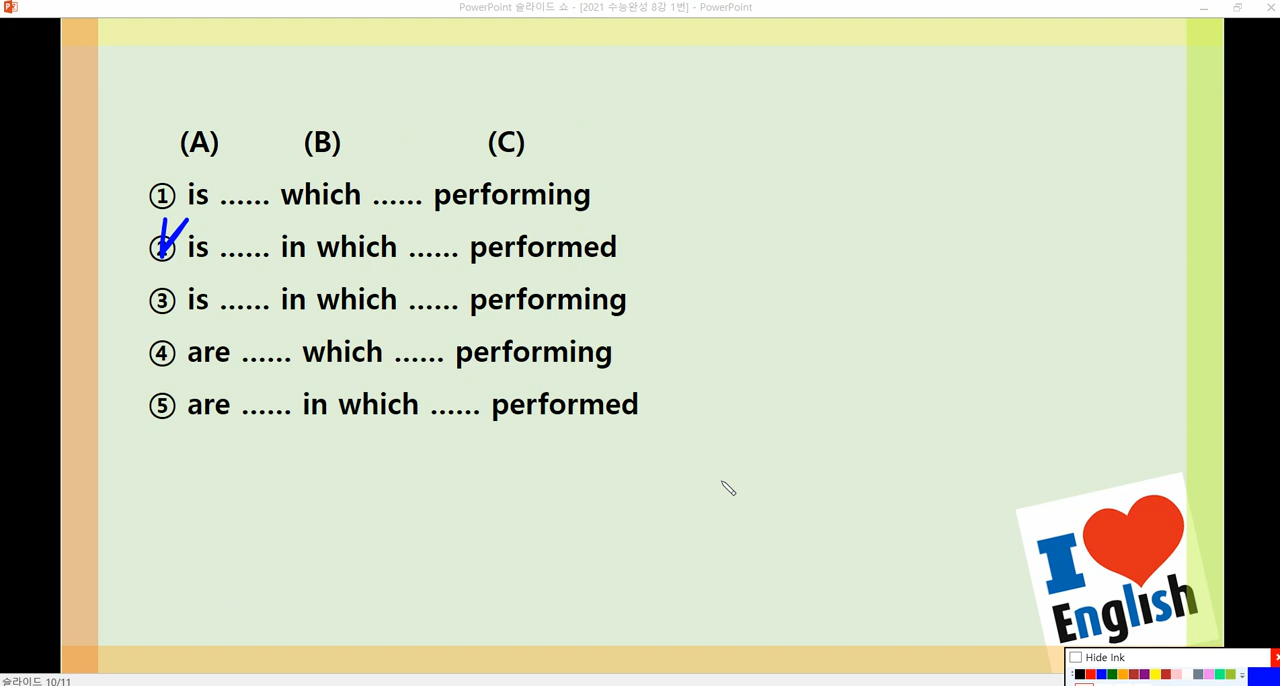 PowerPoint 슬라이드 쇼 - [2021 수능완성 8강 1번] - PowerPoint
(A) (B) (C)
① is ...... which ...... performing
② is ...... in which ...... performed
③ is ...... in which ...... performing
④ are ...... which ...... performing
⑤ are ...... in which ...... performed
I
English
Hide Ink
슬라이드 10/11